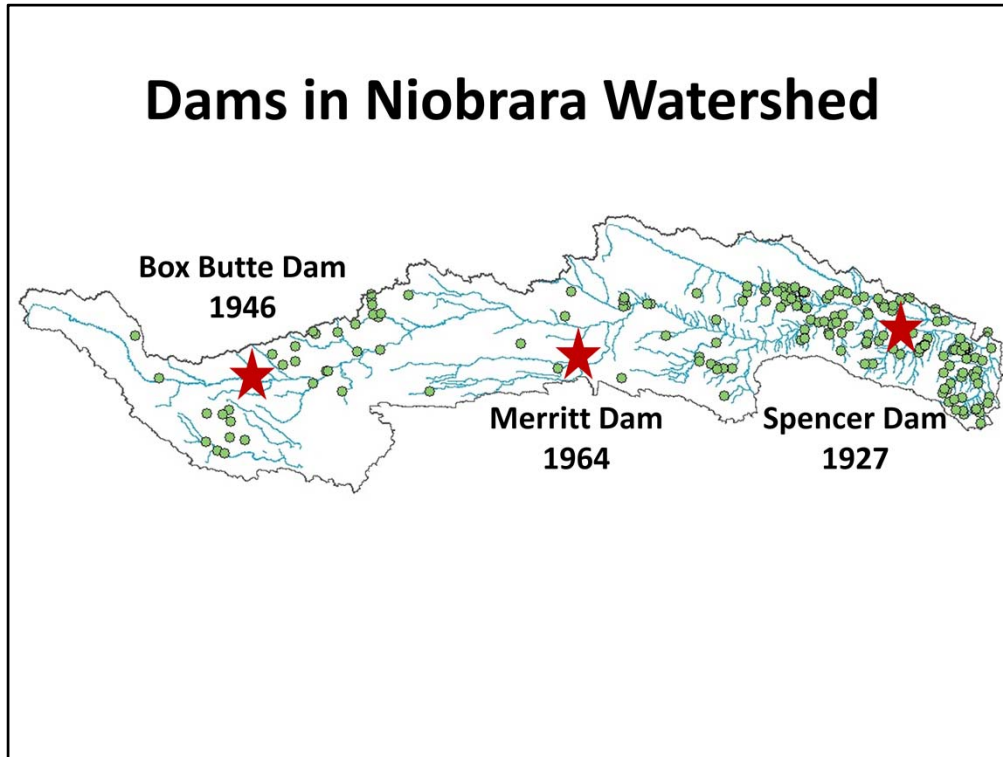 Dams in Niobrara Watershed
Box Butte Dam
1946
Merritt Dam
1964
Spencer Dam
1927